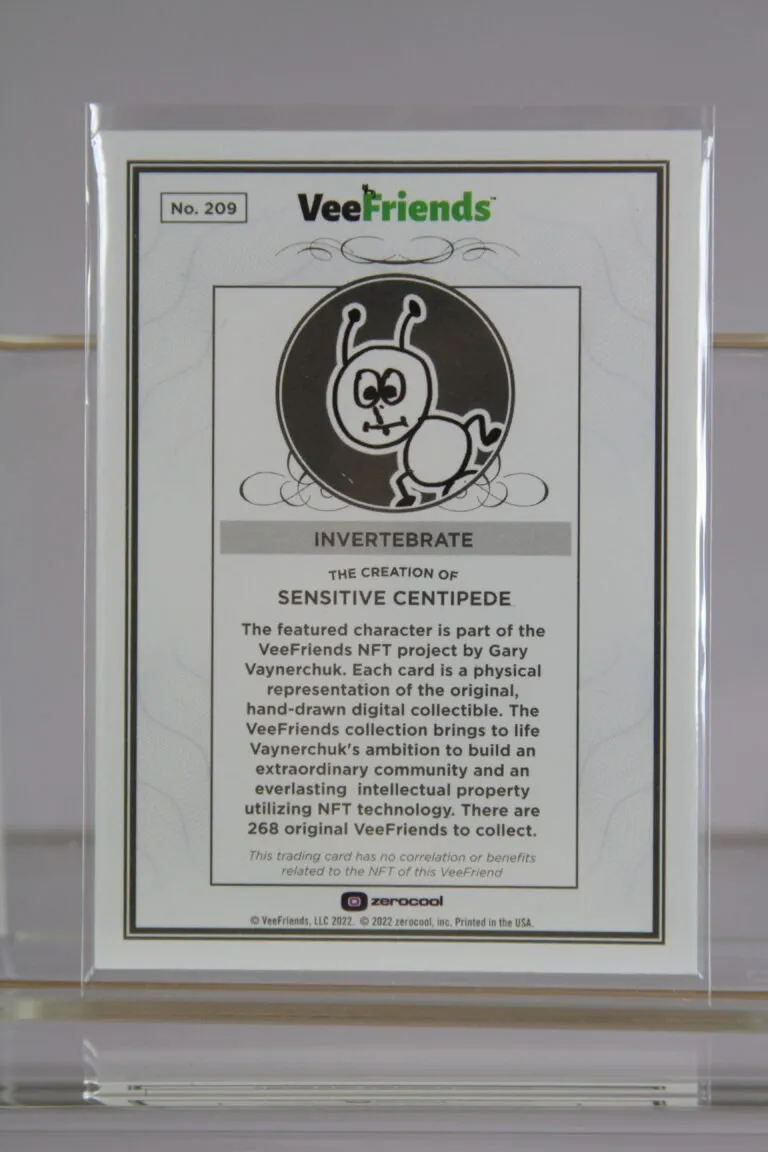 No. 209
VeeFriends™
INVERTEBRATE
THE CREATION OF
SENSITIVE CENTIPEDE
The featured character is part of the
VeeFriends NFT project by Gary
Vaynerchuk. Each card is a physical
representation of the original,
hand-drawn digital collectible. The
VeeFriends collection brings to life
Vaynerchuk's ambition to build an
extraordinary community and an
everlasting intellectual property
utilizing NFT technology. There are
268 original VeeFriends to collect.
This trading card has no correlation or benefits
related to the NFT of this VeeFriend
zerocool
© VeeFriends, LLC 2022. © 2022 zerocool, inc. Printed in the USA.